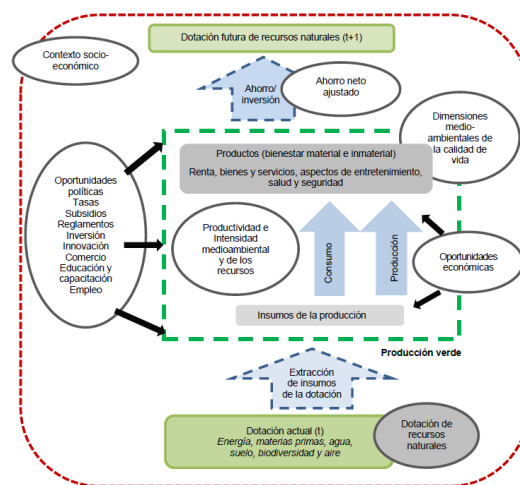 Dotación futura de recursos naturales (t+1)
Contexto socio-
económico
Ahorro/
inversión
Ahorro neto
ajustado
Dimensiones
medio-
ambientales de
la calidad de
vida
Productos (bienestar material e inmaterial)
Renta, bienes y servicios, aspectos de entretenimiento,
salud y seguridad
Oportunidades
políticas
Tasas
Subsidios
Reglamentos
Inversión
Innovación
Comercio
Educación y
capacitación
Empleo
Productividad e
Intensidad
medioambiental
y de los
recursos
Consumo
Producción
Oportunidades
económicas
Insumos de la producción
Producción verde
Extracción
de insumos
de la dotación
Dotación actual (t)
Energía, materias primas, agua,
suelo, biodiversidad y aire
Dotación de
recursos
naturales